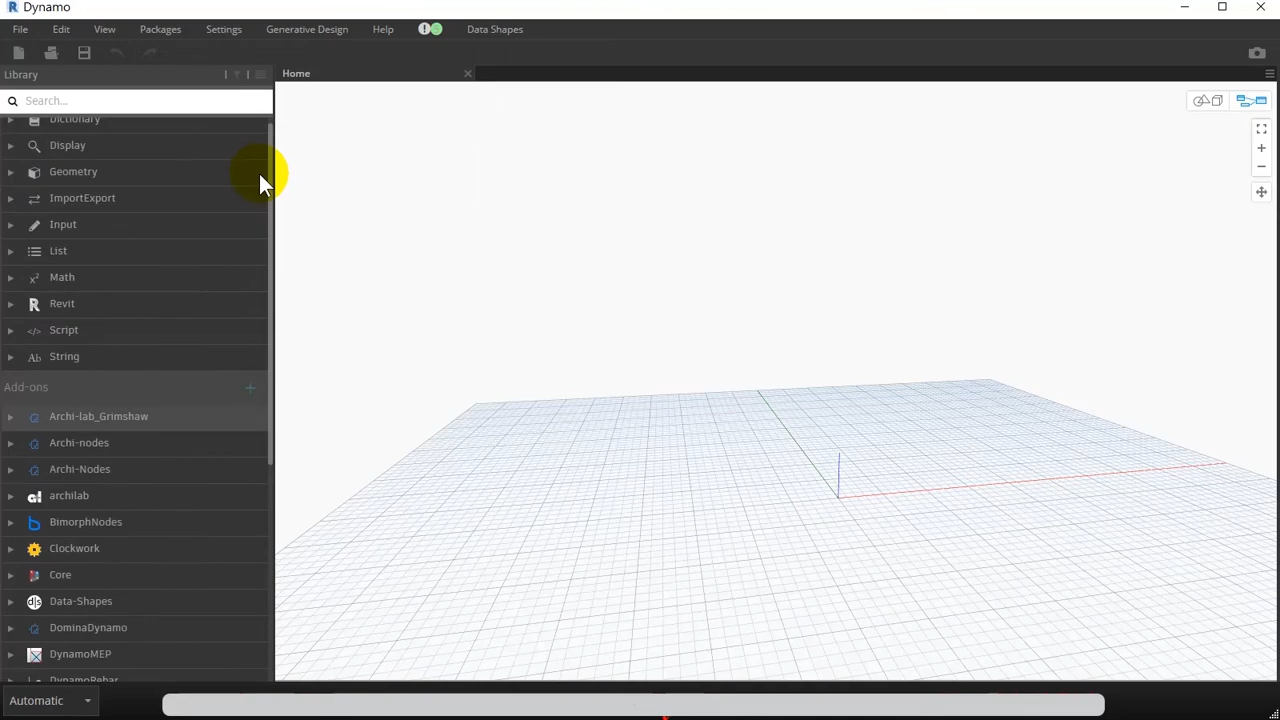 Dynamo
File Edit View Packages Settings Generative Design Help Data Shapes
Library
Home
Search...
Dictionary
Display
Geometry
ImportExport
Input
List
Math
Revit
Script
String
Add-ons
Archi-lab_Grimshaw
Archi-nodes
Archi-Nodes
archilab
BimorphNodes
Clockwork
Core
Data-Shapes
DominaDynamo
DynamoMEP
DynamoRebar
Automatic